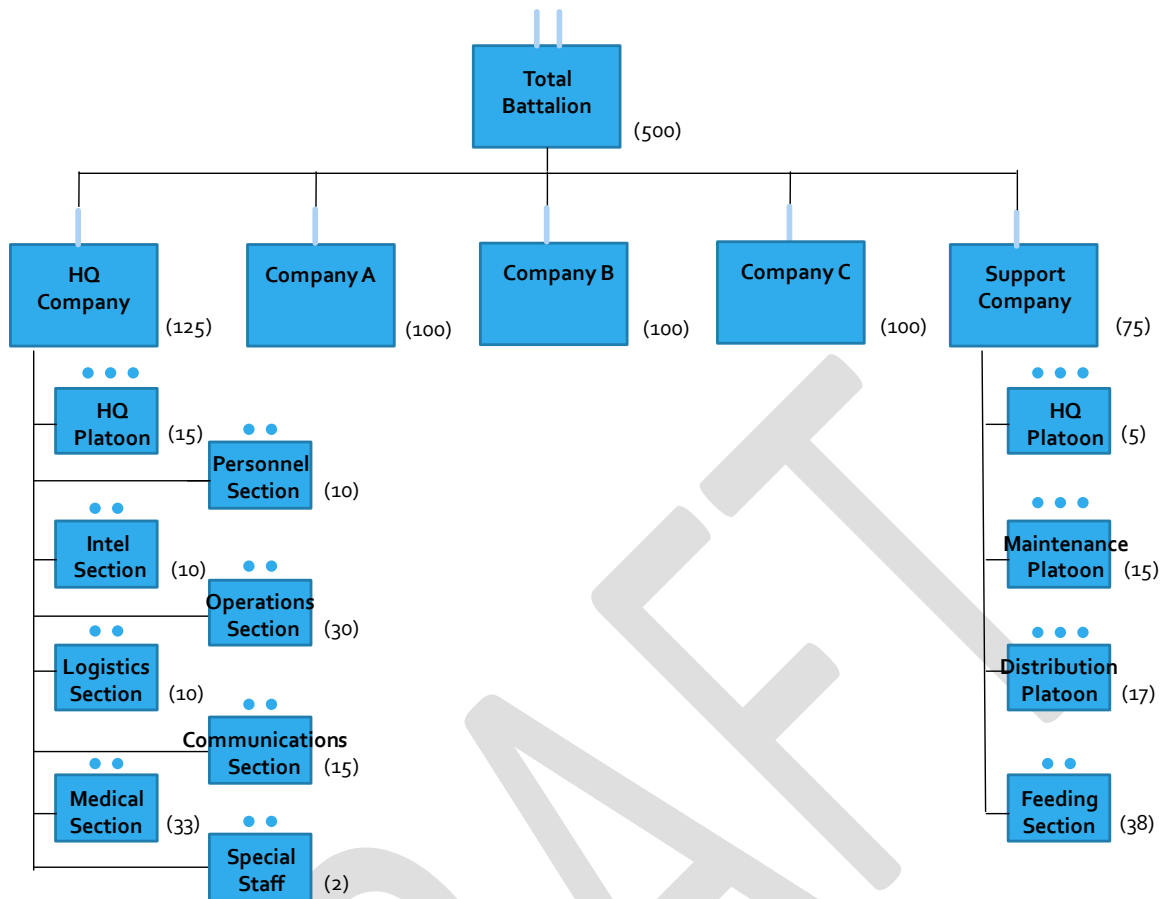 Total
Battalion
(500)
HQ
Company
(125)
Company A
(100)
Company B
(100)
Company C
(100)
Support
Company
(75)
HQ
Platoon
(15)
Personnel
Section
(10)
Intel
Section
(10)
Operations
Section
(30)
Logistics
Section
(10)
Communications
Section
(15)
Medical
Section
(33)
Special
Staff
(2)
HQ
Platoon
(5)
Maintenance
Platoon
(15)
Distribution
Platoon
(17)
Feeding
Section
(38)
DRAFT